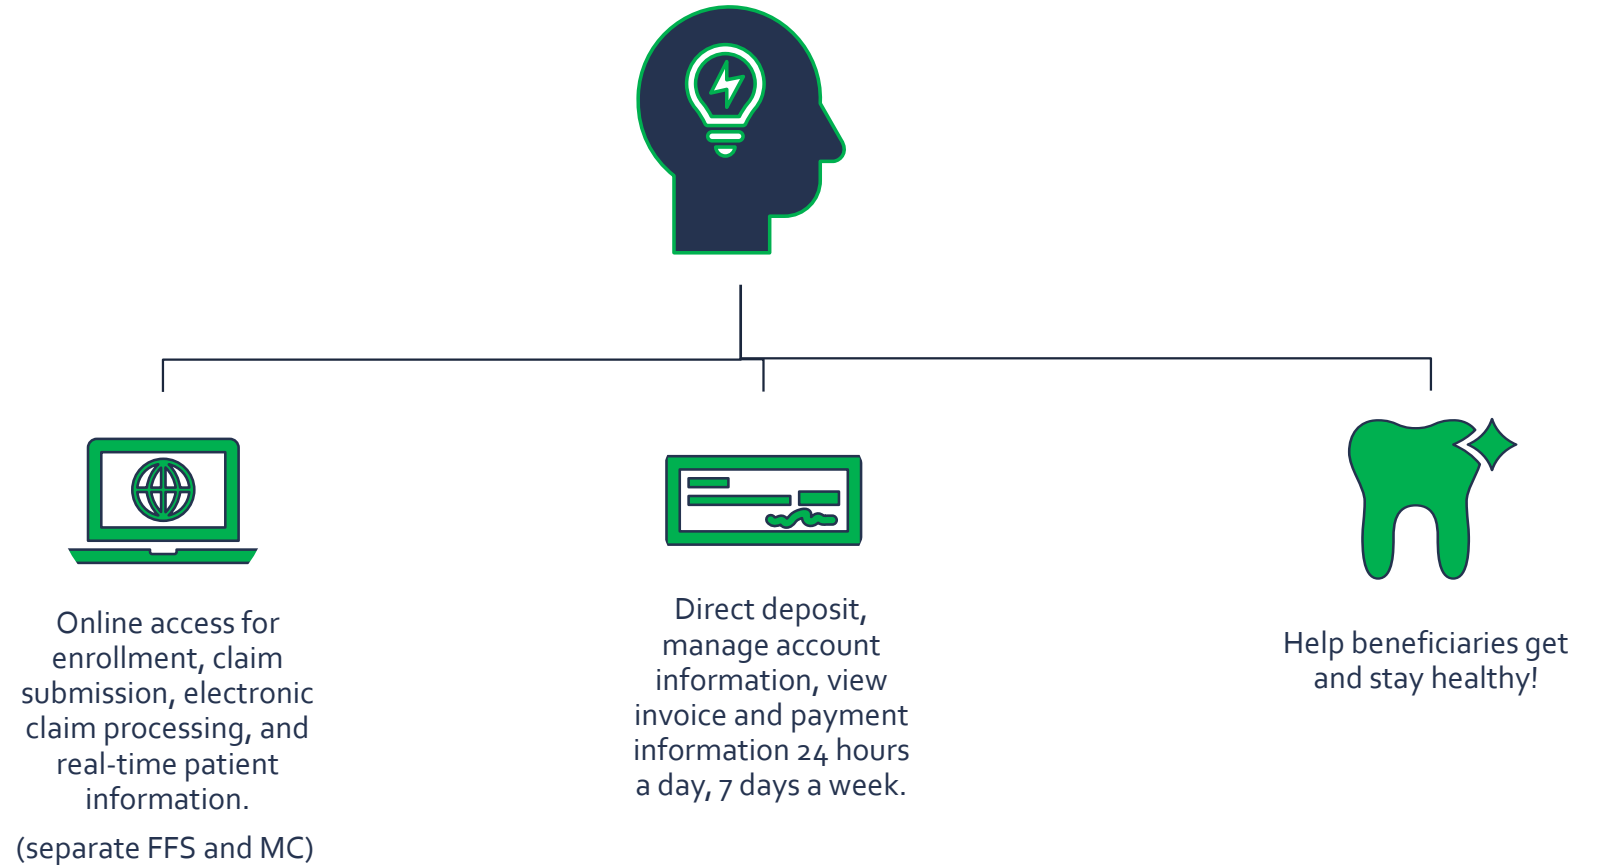 Online access for
enrollment, claim
submission, electronic
claim processing, and
real-time patient
information.
(separate FFS and MC)
Direct deposit,
manage account
information, view
invoice and payment
information 24 hours
a day, 7 days a week.
Help beneficiaries get
and stay healthy!